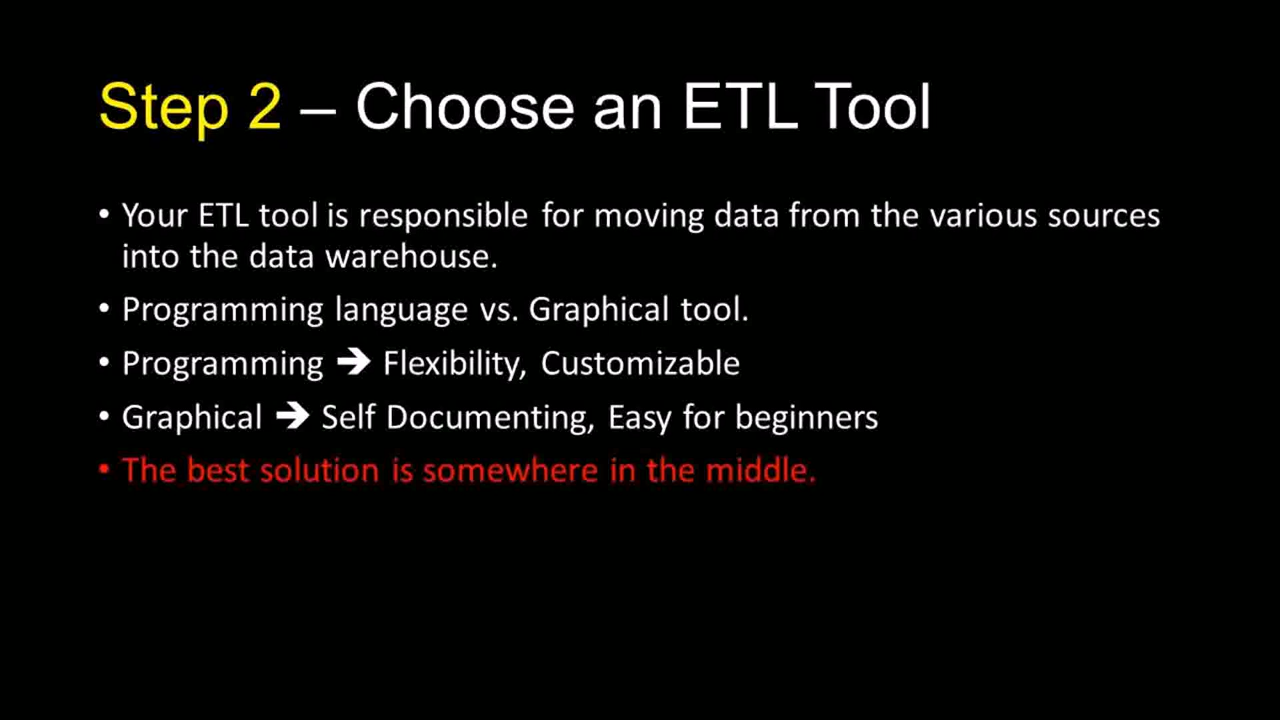 Step 2 – Choose an ETL Tool
• Your ETL tool is responsible for moving data from the various sources
into the data warehouse.
• Programming language vs. Graphical tool.
• Programming ➔ Flexibility, Customizable
• Graphical ➔ Self Documenting, Easy for beginners
• The best solution is somewhere in the middle.